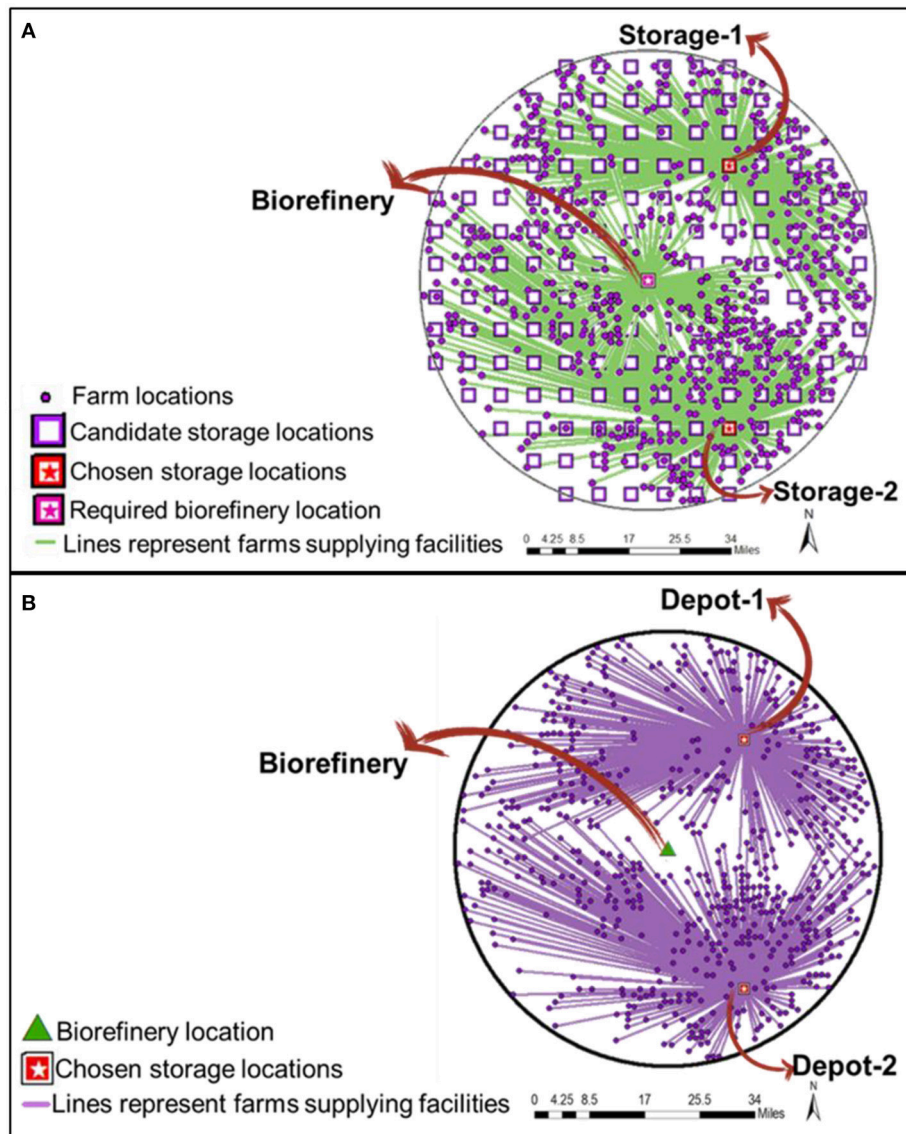 A
Storage-1
Biorefinery
Farm locations
Candidate storage locations
Chosen storage locations
Required biorefinery location
Lines represent farms supplying facilities
Storage-2
0 4.25 8.5 17 25.5 34
Miles
N
B
Depot-1
Biorefinery
Biorefinery location
Chosen storage locations
Lines represent farms supplying facilities
Depot-2
0 4.25 8.5 17 25.5 34
Miles
N